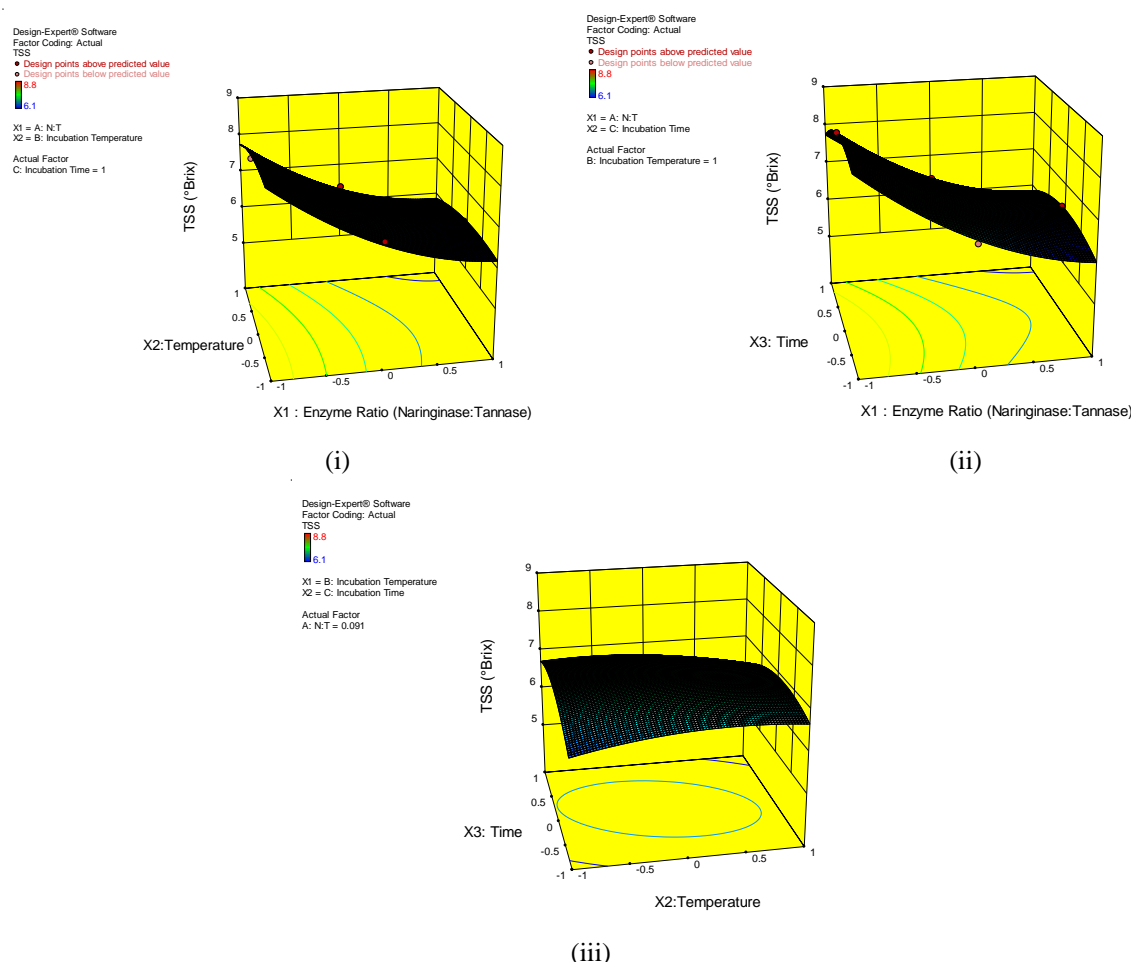 Design-Expert® Software
Factor Coding: Actual
TSS
Design points above predicted value
Design points below predicted value
8.8
6.1
X1 = A: N:T
X2 = B: Incubation Temperature
Actual Factor
C: Incubation Time = 1
9
8
7
6
5
TSS (°Brix)
1
0.5
0
-0.5
-1
X2:Temperature
-1
-0.5
0
0.5
1
X1 : Enzyme Ratio (Naringinase:Tannase)
(i)
Design-Expert® Software
Factor Coding: Actual
TSS
Design points above predicted value
Design points below predicted value
8.8
6.1
X1 = A: N:T
X2 = C: Incubation Time
Actual Factor
B: Incubation Temperature = 1
9
8
7
6
5
TSS (°Brix)
1
0.5
0
-0.5
-1
X3: Time
-1
-0.5
0
0.5
1
X1 : Enzyme Ratio (Naringinase:Tannase)
(ii)
Design-Expert® Software
Factor Coding: Actual
TSS
8.8
6.1
X1 = B: Incubation Temperature
X2 = C: Incubation Time
Actual Factor
A: N:T = 0.091
9
8
7
6
5
TSS (°Brix)
1
0.5
0
-0.5
-1
X3: Time
-1
-0.5
0
0.5
1
X2:Temperature
(iii)